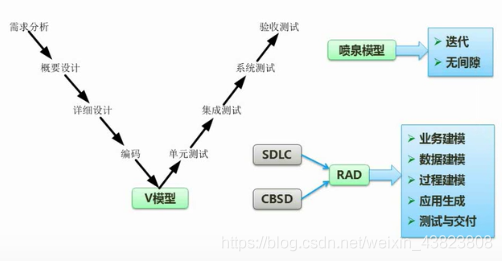 需求分析
概要设计
详细设计
编码
V模型
单元测试
集成测试
系统测试
验收测试
喷泉模型
迭代
无间隙
SDLC
CBSD
RAD
业务建模
数据建模
过程建模
应用生成
测试与交付
https://blog.csdn.net/weixin_43823808